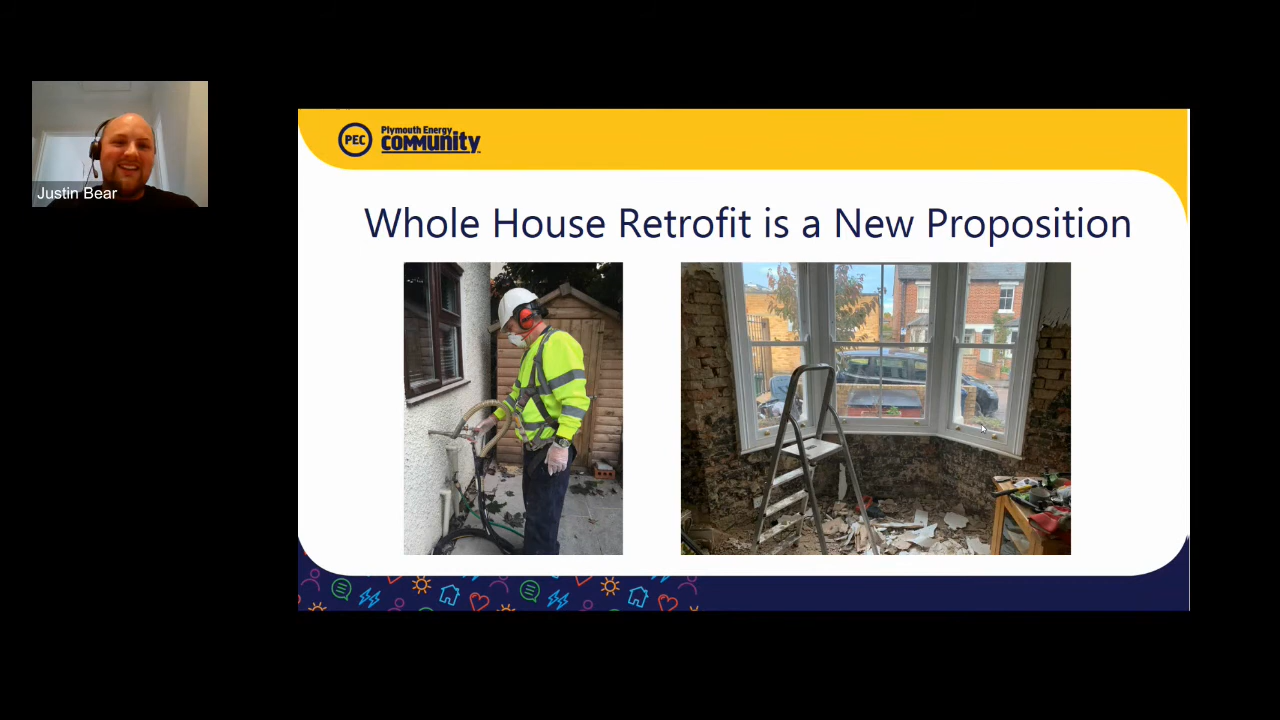 PEC
Plymouth Energy
COMMUNITY
Justin Bear
Whole House Retrofit is a New Proposition